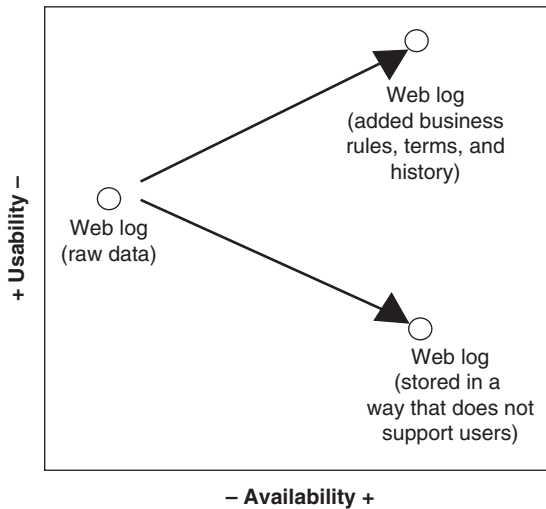 Web log
(added business
rules, terms, and
history)
Web log
(raw data)
Web log
(stored in a
way that does not
support users)
+ Usability –
– Availability +